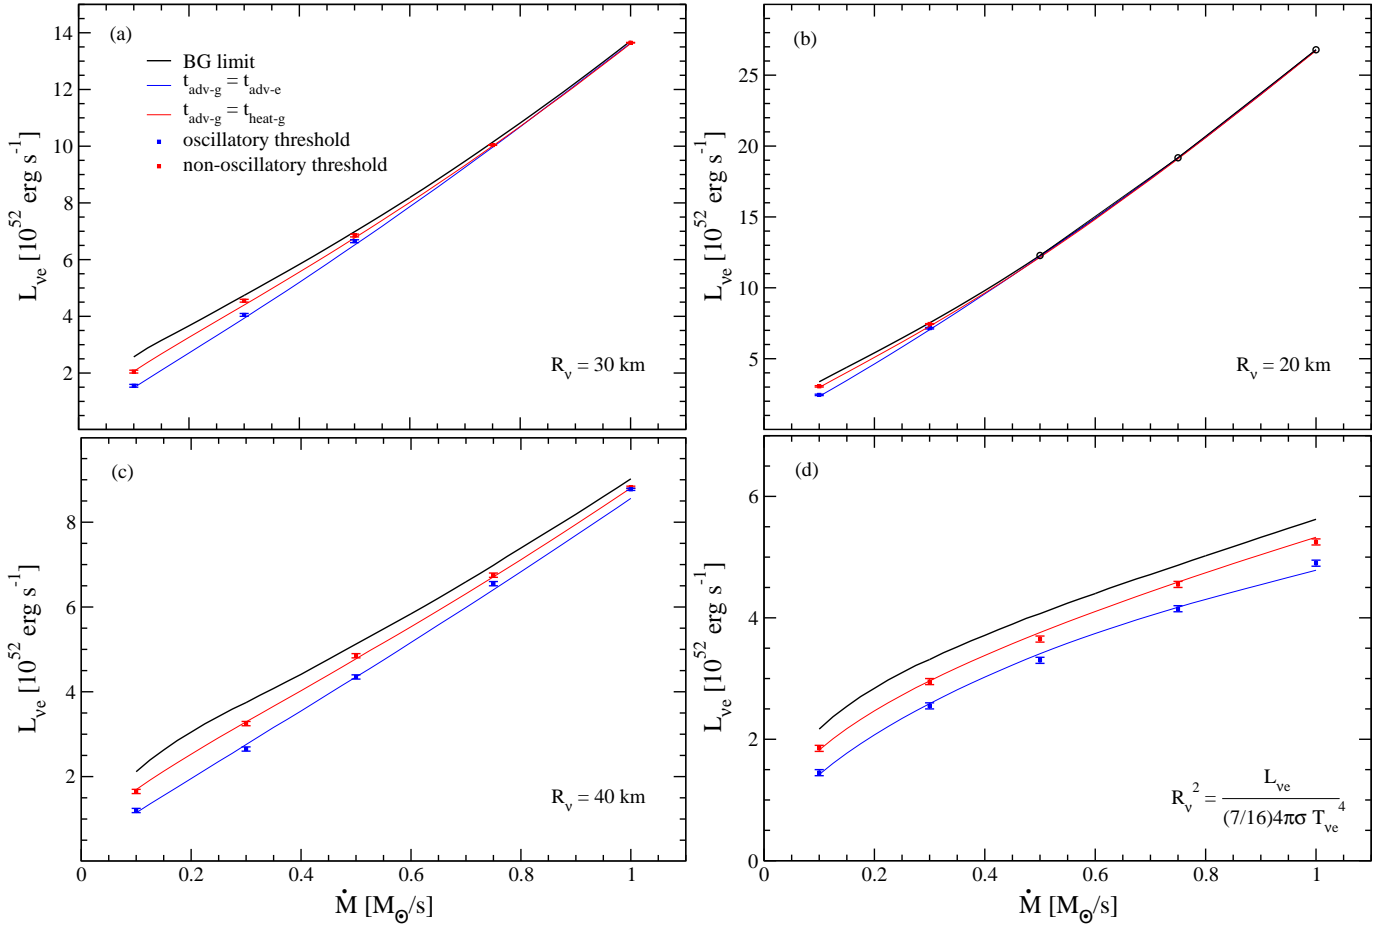 (a)
BG limit
t_adv-g = t_adv-e
t_adv-g = t_heat-g
oscillatory threshold
non-oscillatory threshold
14
12
10
8
6
4
2
L_νe [10^52 erg s^-1]
R_ν = 30 km
(b)
25
20
15
10
5
L_νe [10^52 erg s^-1]
R_ν = 20 km
(c)
8
6
4
2
L_νe [10^52 erg s^-1]
R_ν = 40 km
0 0.2 0.4 0.6 0.8 1
Ṁ [M_⊙/s]
(d)
6
4
2
0
L_νe [10^52 erg s^-1]
R_ν^2 = L_νe / (7/16)4πσ T_νe^4
0 0.2 0.4 0.6 0.8 1
Ṁ [M_⊙/s]